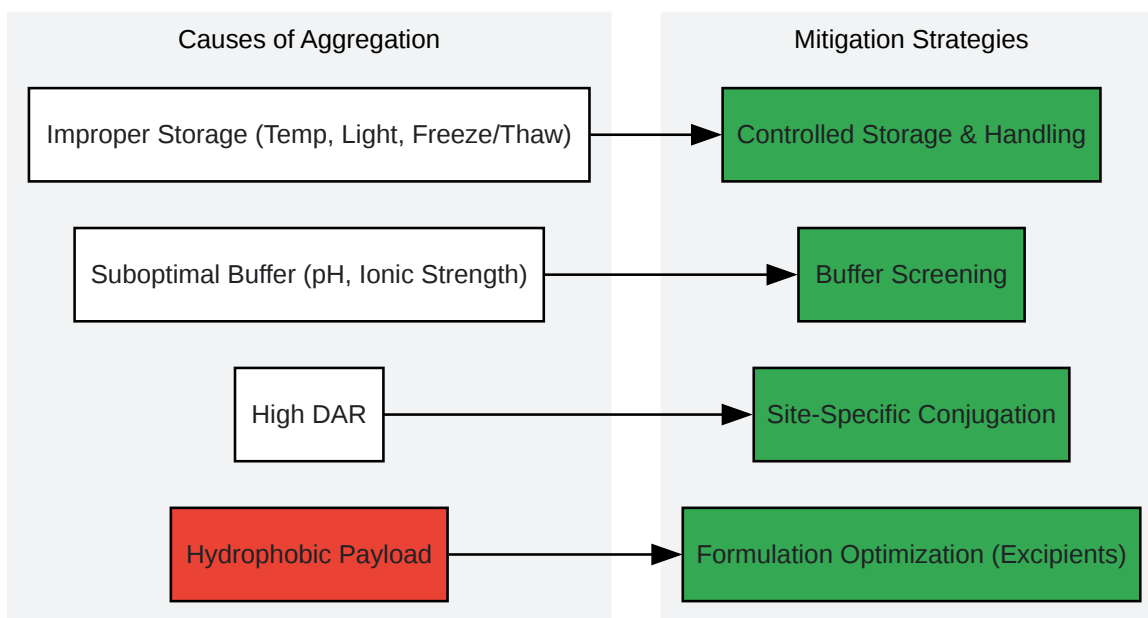 Causes of Aggregation
Mitigation Strategies
Improper Storage (Temp, Light, Freeze/Thaw)
Controlled Storage & Handling
Suboptimal Buffer (pH, Ionic Strength)
Buffer Screening
High DAR
Site-Specific Conjugation
Hydrophobic Payload
Formulation Optimization (Excipients)